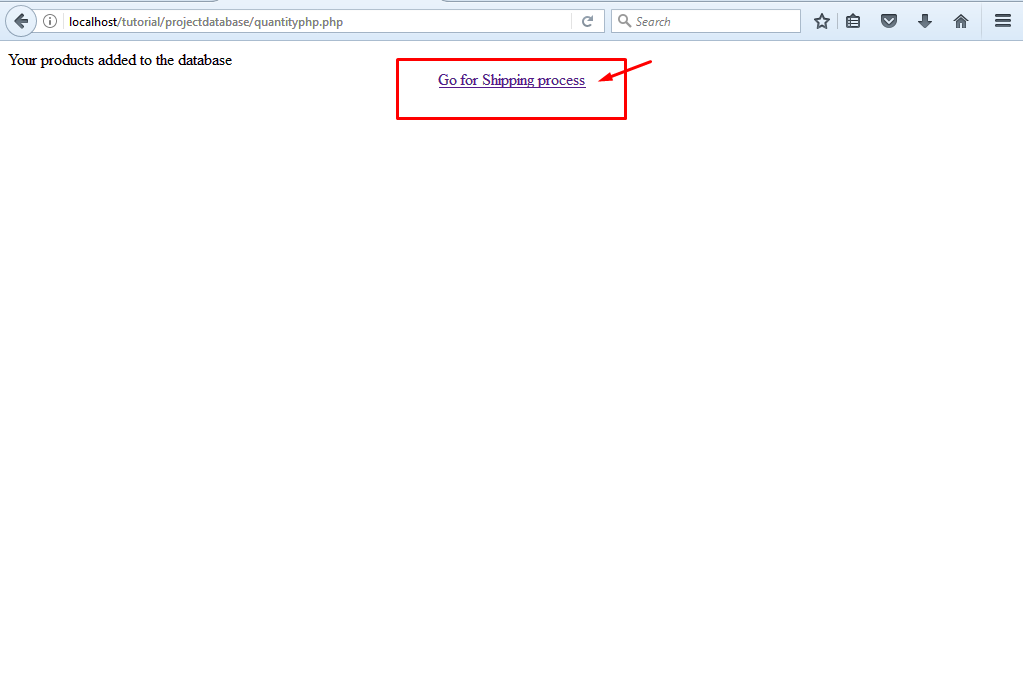 localhost/tutorial/projectdatabase/quantityphp.php
Search
Your products added to the database
Go for Shipping process